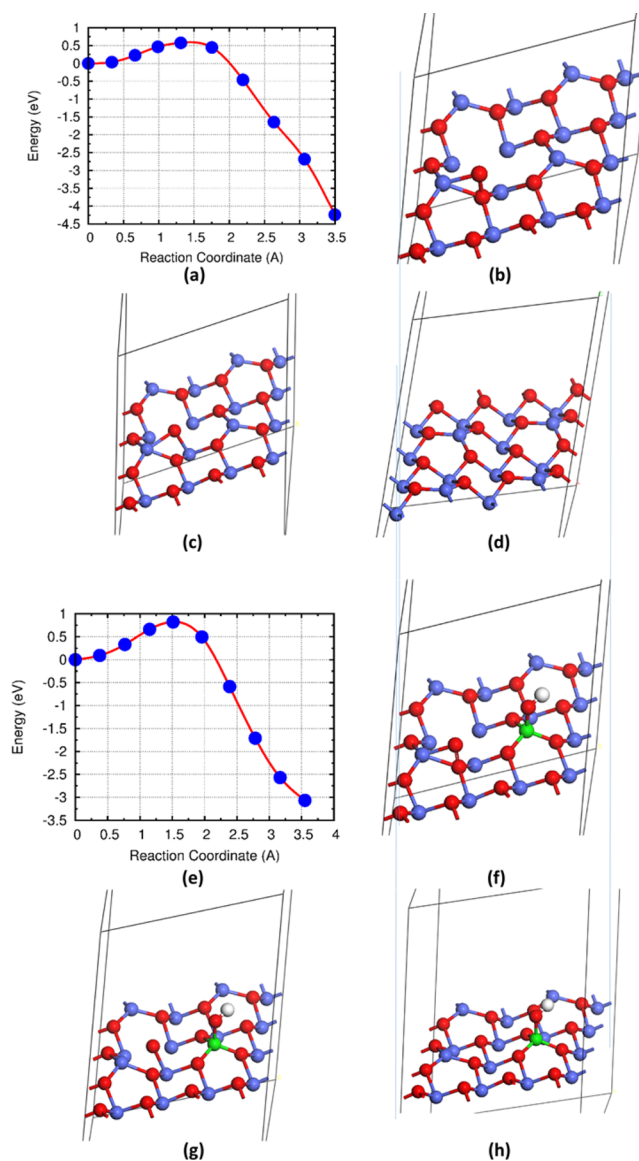 1
0.5
0
-0.5
-1
-1.5
-2
-2.5
-3
-3.5
-4
-4.5
Energy (eV)
0 0.5 1 1.5 2 2.5 3 3.5
Reaction Coordinate (A)
(a)
(b)
(c)
(d)
1
0.5
0
-0.5
-1
-1.5
-2
-2.5
-3
-3.5
Energy (eV)
0 0.5 1 1.5 2 2.5 3 3.5 4
Reaction Coordinate (A)
(e)
(f)
(g)
(h)